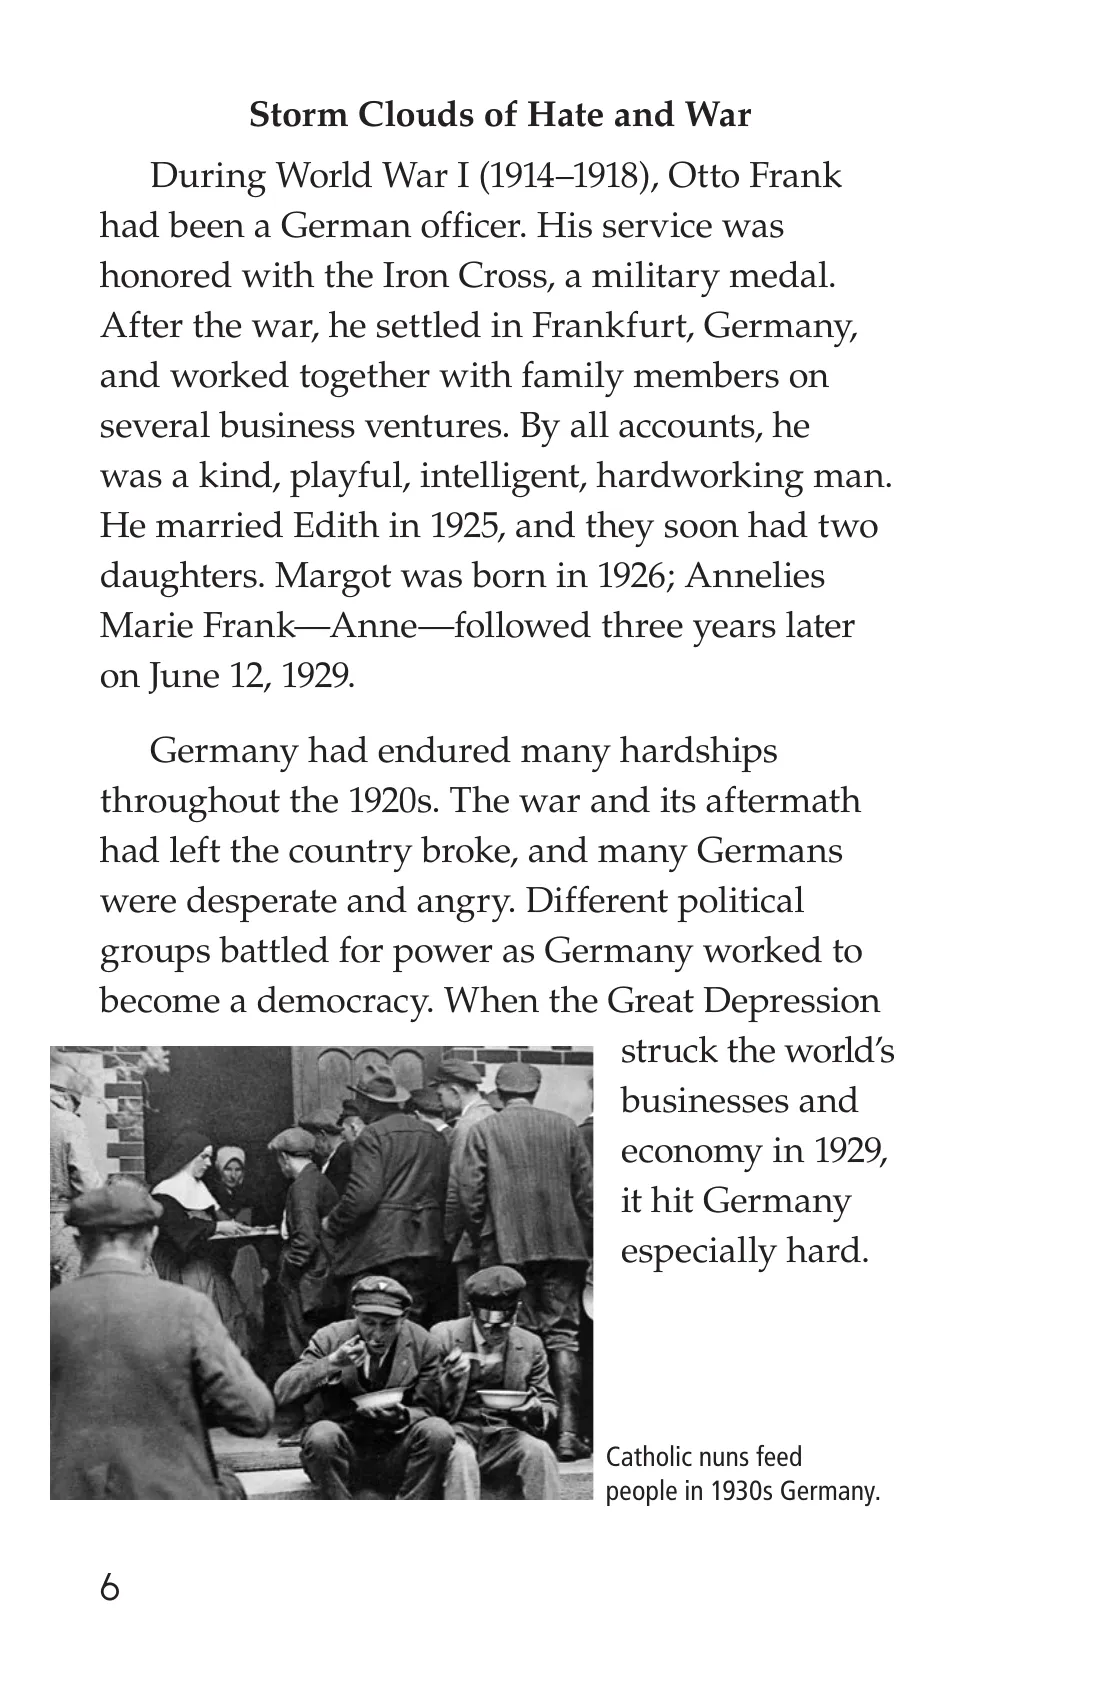 Storm Clouds of Hate and War
During World War I (1914–1918), Otto Frank
had been a German officer. His service was
honored with the Iron Cross, a military medal.
After the war, he settled in Frankfurt, Germany,
and worked together with family members on
several business ventures. By all accounts, he
was a kind, playful, intelligent, hardworking man.
He married Edith in 1925, and they soon had two
daughters. Margot was born in 1926; Annelies
Marie Frank—Anne—followed three years later
on June 12, 1929.
Germany had endured many hardships
throughout the 1920s. The war and its aftermath
had left the country broke, and many Germans
were desperate and angry. Different political
groups battled for power as Germany worked to
become a democracy. When the Great Depression
struck the world’s
businesses and
economy in 1929,
it hit Germany
especially hard.
Catholic nuns feed
people in 1930s Germany.
6